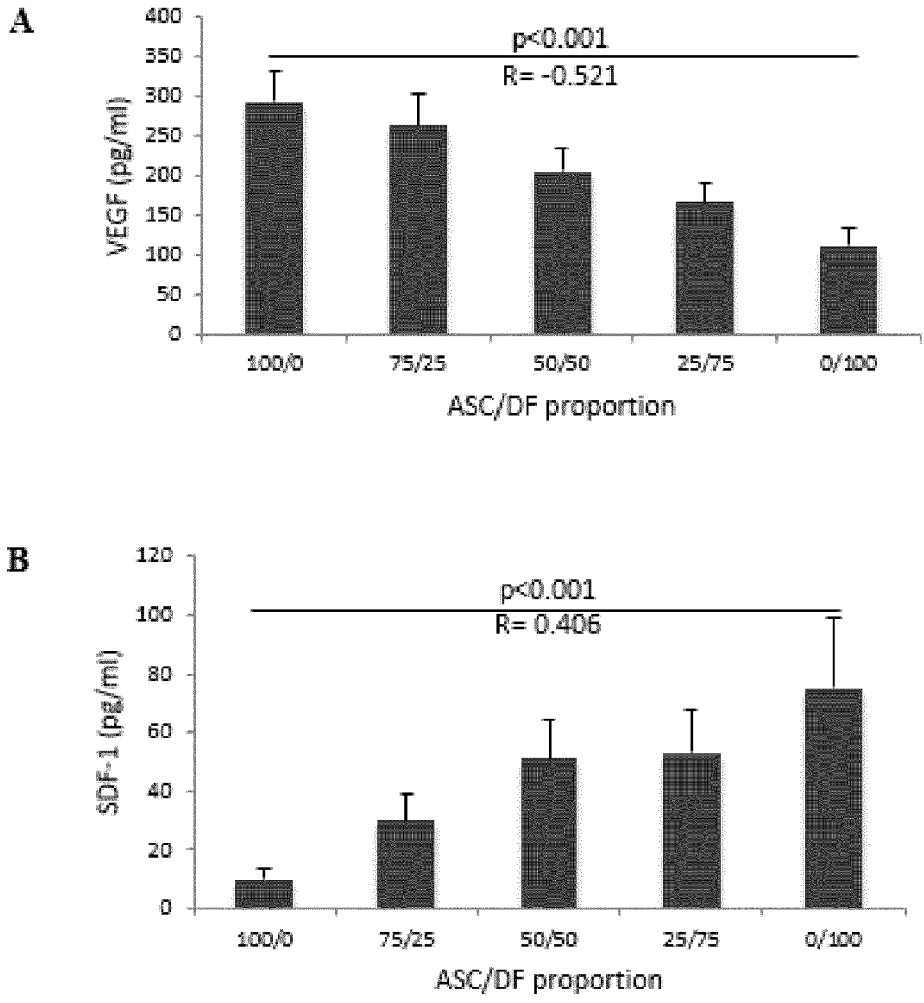 A
400
350
300
250
200
150
100
50
0
VEGF (pg/ml)
p<0.001
R= -0.521
100/0 75/25 50/50 25/75 0/100
ASC/DF proportion
B
120
100
80
60
40
20
0
SDF-1 (pg/ml)
p<0.001
R= 0.406
100/0 75/25 50/50 25/75 0/100
ASC/DF proportion